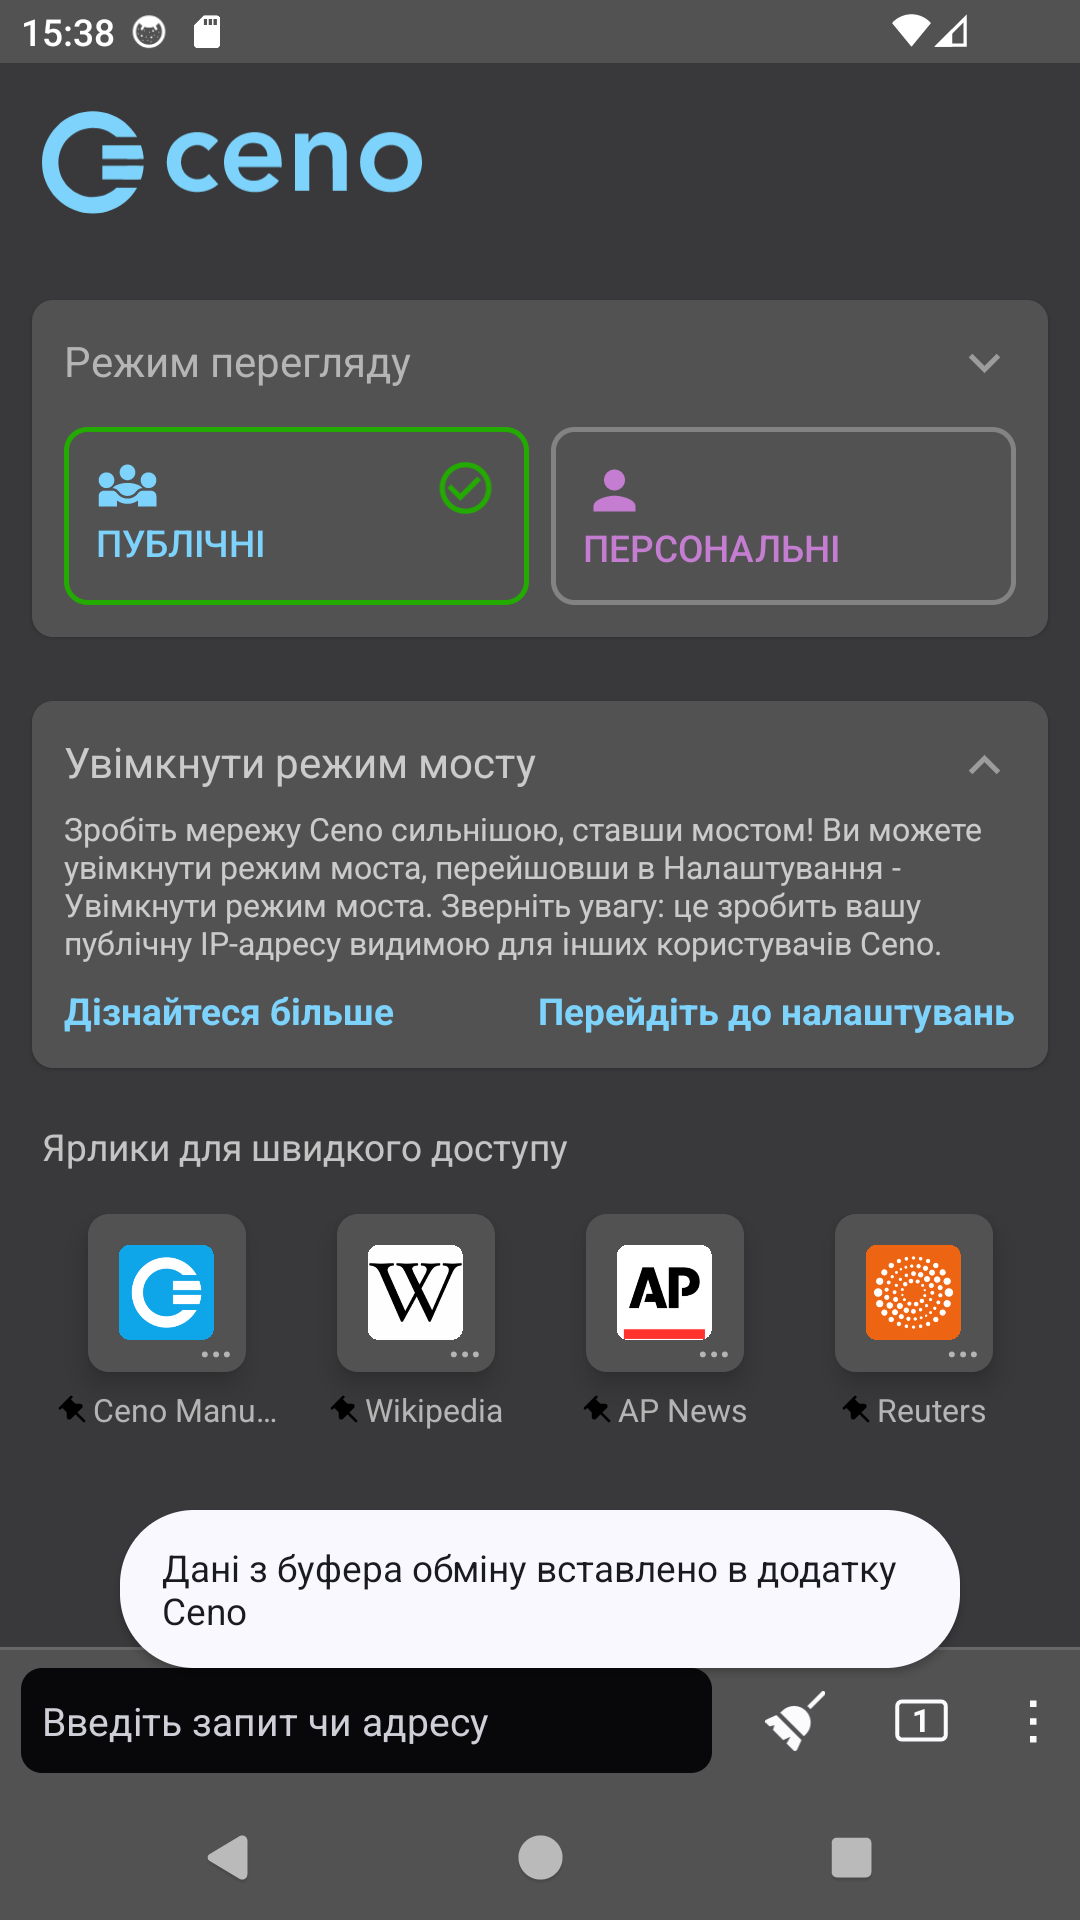 15:38
ceno
Режим перегляду
ПУБЛІЧНІ
ПЕРСОНАЛЬНІ
Увімкнути режим мосту
Зробіть мережу Ceno сильнішою, ставши мостом! Ви можете
увімкнути режим моста, перейшовши в Налаштування -
Увімкнути режим моста. Зверніть увагу: це зробить вашу
публічну IP-адресу видимою для інших користувачів Ceno.
Дізнайтеся більше
Перейдіть до налаштувань
Ярлики для швидкого доступу
W
AP
Ceno Manu...
Wikipedia
AP News
Reuters
Дані з буфера обміну вставлено в додатку
Ceno
Введіть запит чи адресу
1